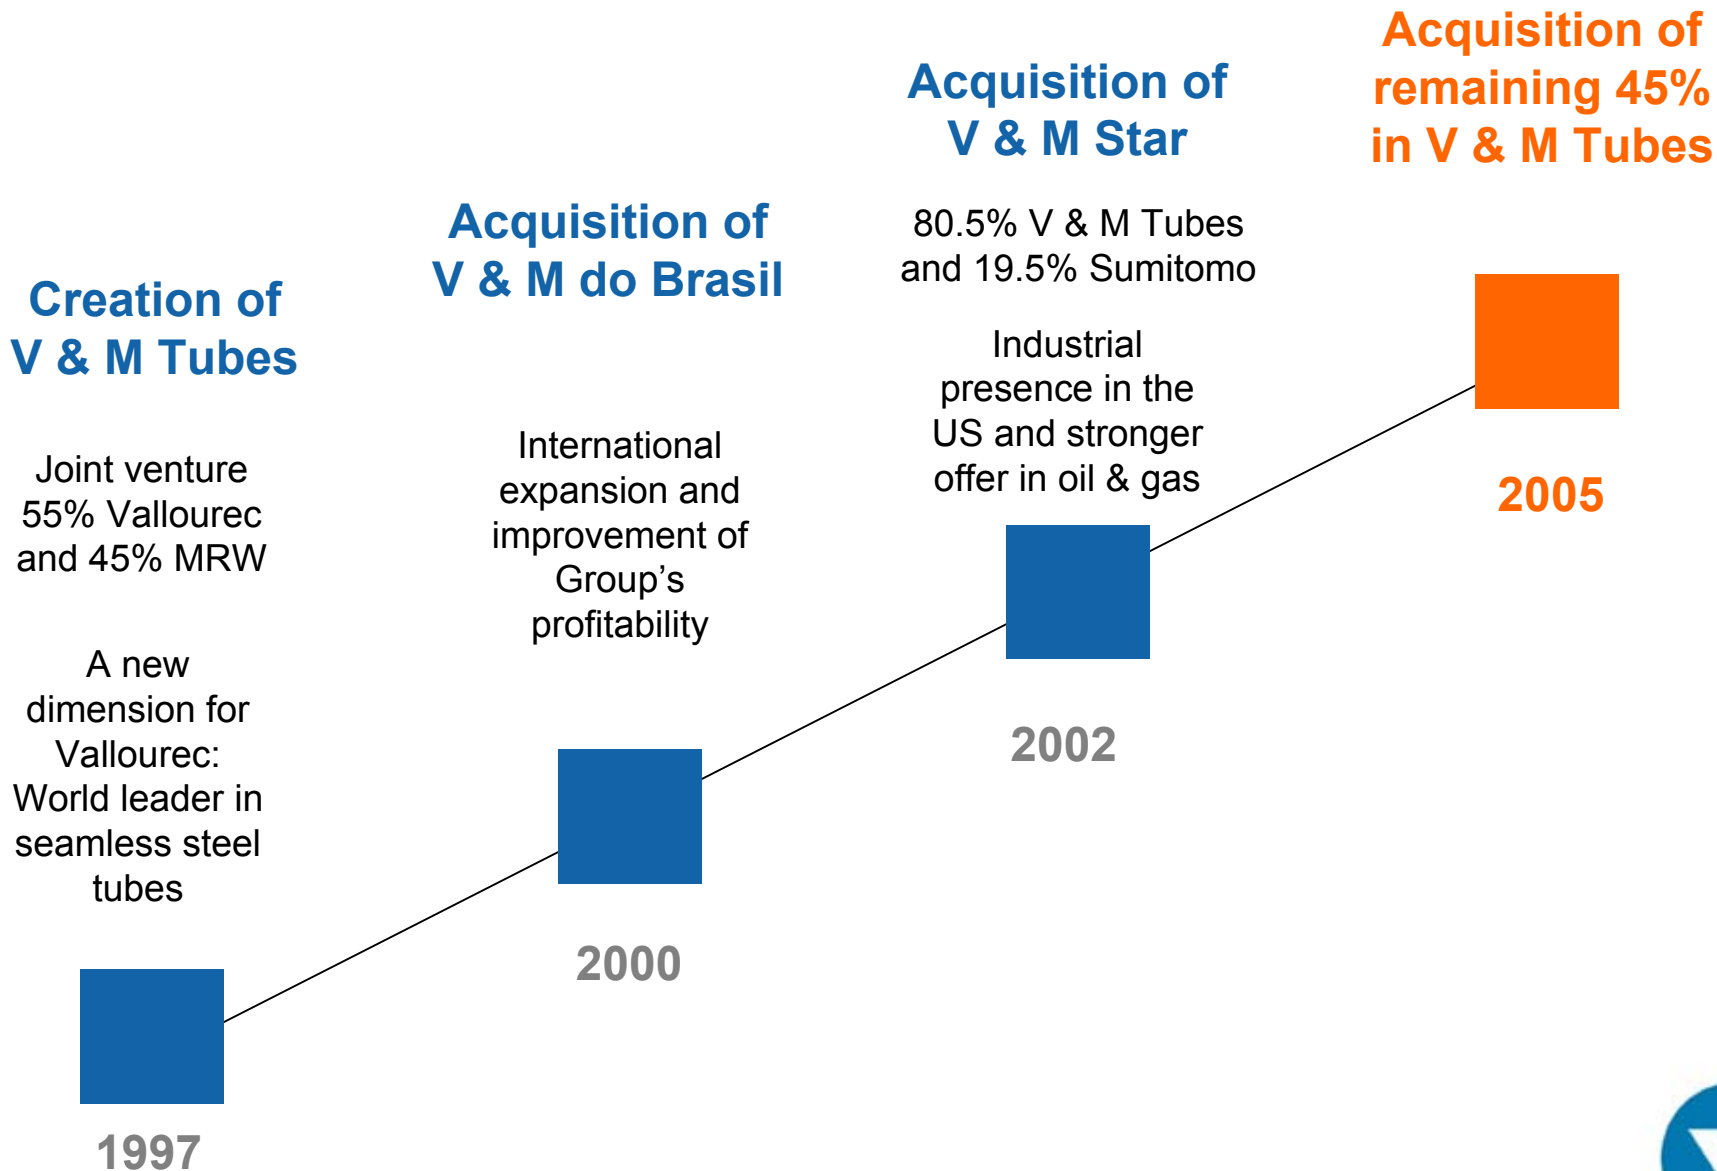 Creation of
V & M Tubes
Joint venture
55% Vallourec
and 45% MRW
A new
dimension for
Vallourec:
World leader in
seamless steel
tubes
1997
Acquisition of
V & M do Brasil
International
expansion and
improvement of
Group’s
profitability
2000
Acquisition of
V & M Star
80.5% V & M Tubes
and 19.5% Sumitomo
Industrial
presence in the
US and stronger
offer in oil & gas
2002
Acquisition of
remaining 45%
in V & M Tubes
2005